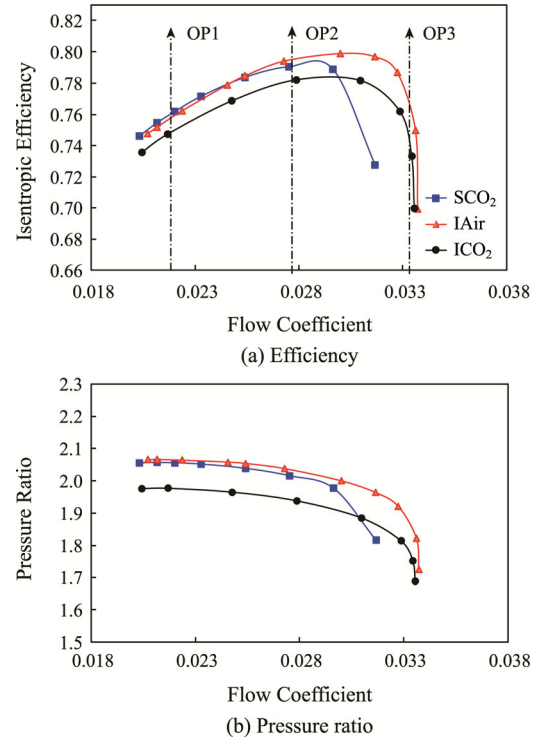 0.82
OP1
OP2
OP3
0.80
0.78
0.76
0.74
0.72
0.70
0.68
0.66
Isentropic Efficiency
SCO₂
IAir
ICO₂
0.018
0.023
0.028
0.033
0.038
Flow Coefficient
(a) Efficiency
2.3
2.2
2.1
2.0
1.9
1.8
1.7
1.6
1.5
Pressure Ratio
0.018
0.023
0.028
0.033
0.038
Flow Coefficient
(b) Pressure ratio